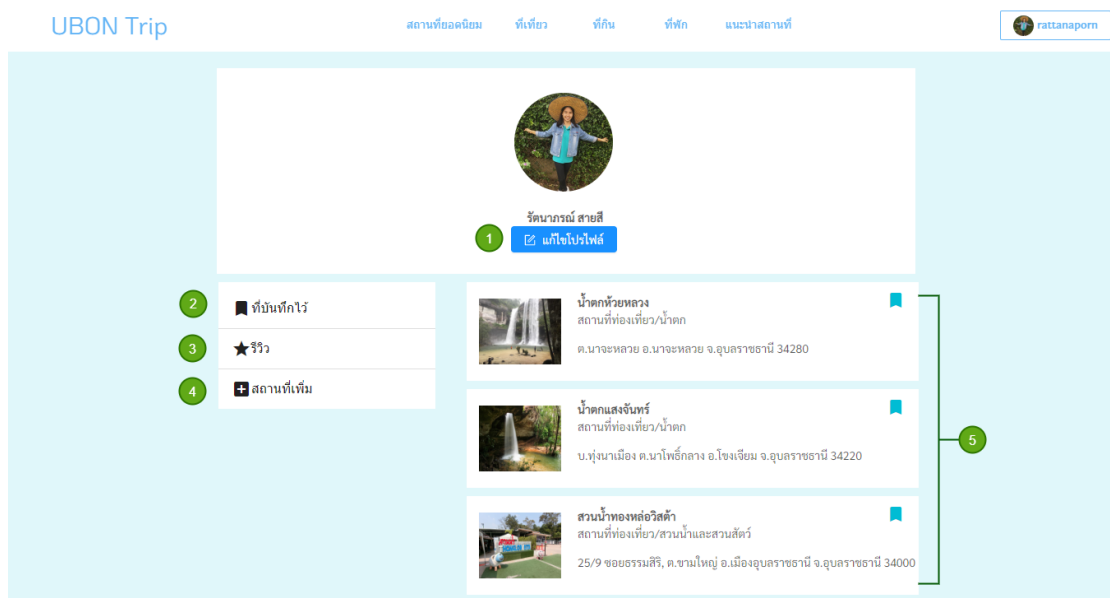 UBON Trip
สถานที่ยอดนิยม ที่เที่ยว ที่กิน ที่พัก แนะนำสถานที่
rattanaporn
รัตนาภรณ์ สายสี
1 แก้ไขโปรไฟล์
2 ที่บันทึกไว้
3 รีวิว
4 สถานที่เพิ่ม
น้ำตกห้วยหลวง
สถานที่ท่องเที่ยว/น้ำตก
ต.นาจะหลวย อ.นาจะหลวย จ.อุบลราชธานี 34280
น้ำตกแสงจันทร์
สถานที่ท่องเที่ยว/น้ำตก
บ.ทุ่งนาเมือง ต.นาโพธิ์กลาง อ.โขงเจียม จ.อุบลราชธานี 34220
5
สวนน้ำทองหล่อวิสต้า
สถานที่ท่องเที่ยว/สวนน้ำและสวนสัตว์
25/9 ซอยธรรมสิริ, ต.ขามใหญ่ อ.เมืองอุบลราชธานี จ.อุบลราชธานี 34000